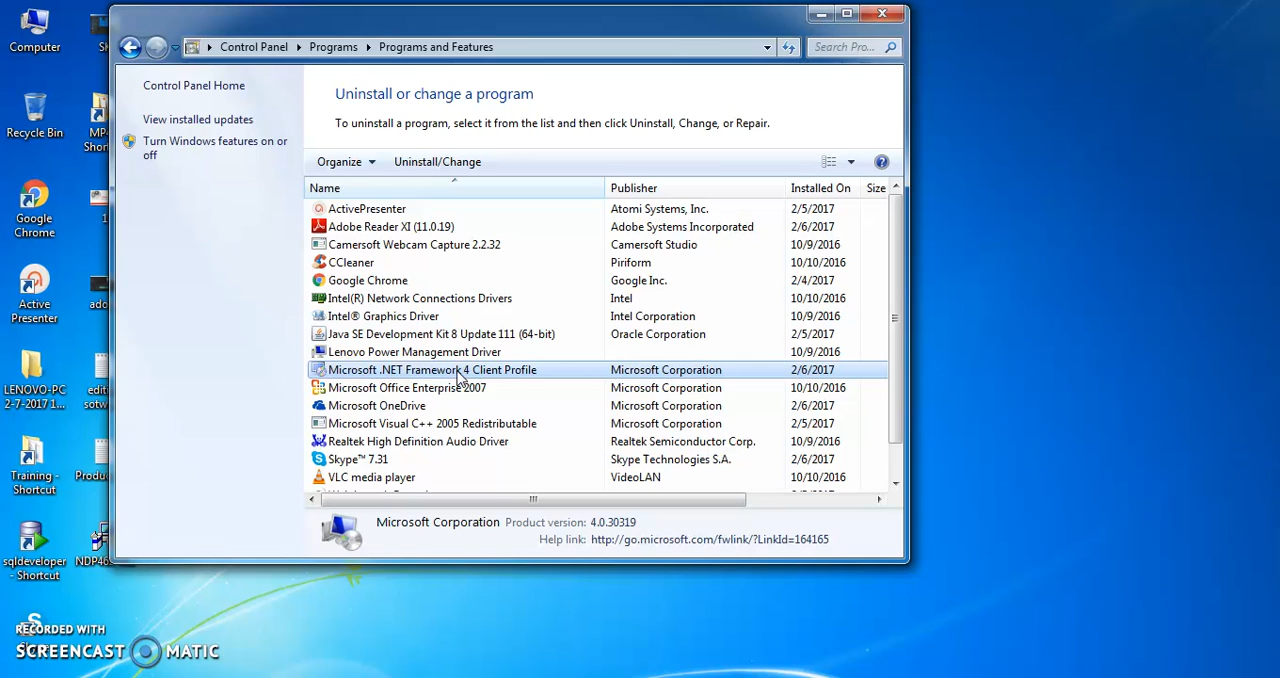 Control Panel Programs Programs and Features Search Pro...
Control Panel Home
View installed updates
Turn Windows features on or
off
Uninstall or change a program
To uninstall a program, select it from the list and then click Uninstall, Change, or Repair.
Organize Uninstall/Change
Name Publisher Installed On Size
ActivePresenter Atomi Systems, Inc. 2/5/2017
Adobe Reader XI (11.0.19) Adobe Systems Incorporated 2/6/2017
Camersoft Webcam Capture 2.2.32 Camersoft Studio 10/9/2016
CCleaner Piriform 10/10/2016
Google Chrome Google Inc. 2/4/2017
Intel(R) Network Connections Drivers Intel 10/10/2016
Intel® Graphics Driver Intel Corporation 10/9/2016
Java SE Development Kit 8 Update 111 (64-bit) Oracle Corporation 2/5/2017
Lenovo Power Management Driver 10/9/2016
Microsoft .NET Framework 4 Client Profile Microsoft Corporation 2/6/2017
Microsoft Office Enterprise 2007 Microsoft Corporation 10/10/2016
Microsoft OneDrive Microsoft Corporation 2/6/2017
Microsoft Visual C++ 2005 Redistributable Microsoft Corporation 2/5/2017
Realtek High Definition Audio Driver Realtek Semiconductor Corp. 10/9/2016
Skype™ 7.31 Skype Technologies S.A. 2/6/2017
VLC media player VideoLAN 10/10/2016
Microsoft Corporation Product version: 4.0.30319
Help link: http://go.microsoft.com/fwlink/?LinkId=164165
Computer
Recycle Bin
Google
Chrome
Active
Presenter
LENOVO-PC
2-7-2017 1...
Training -
Shortcut
sqldeveloper
- Shortcut
MP4
Short
ado
editi
sotw
Produc
NDP46
RECORDED WITH
SCREENCAST MATIC